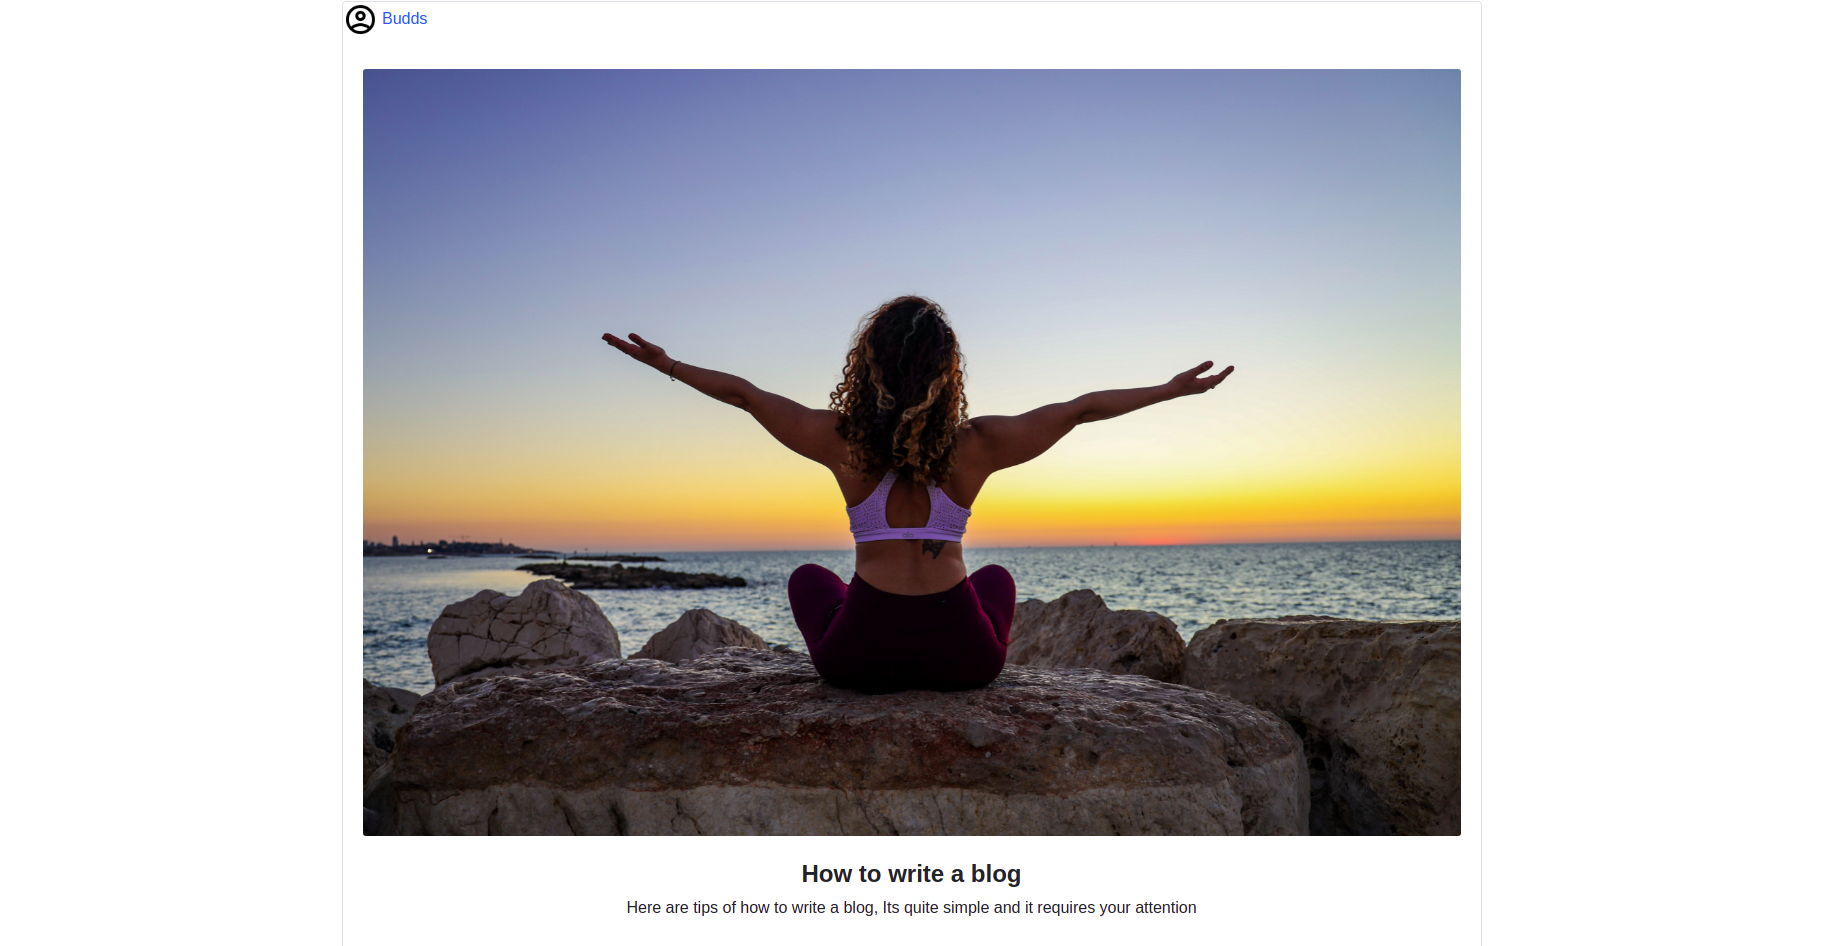 Budds
How to write a blog
Here are tips of how to write a blog, Its quite simple and it requires your attention